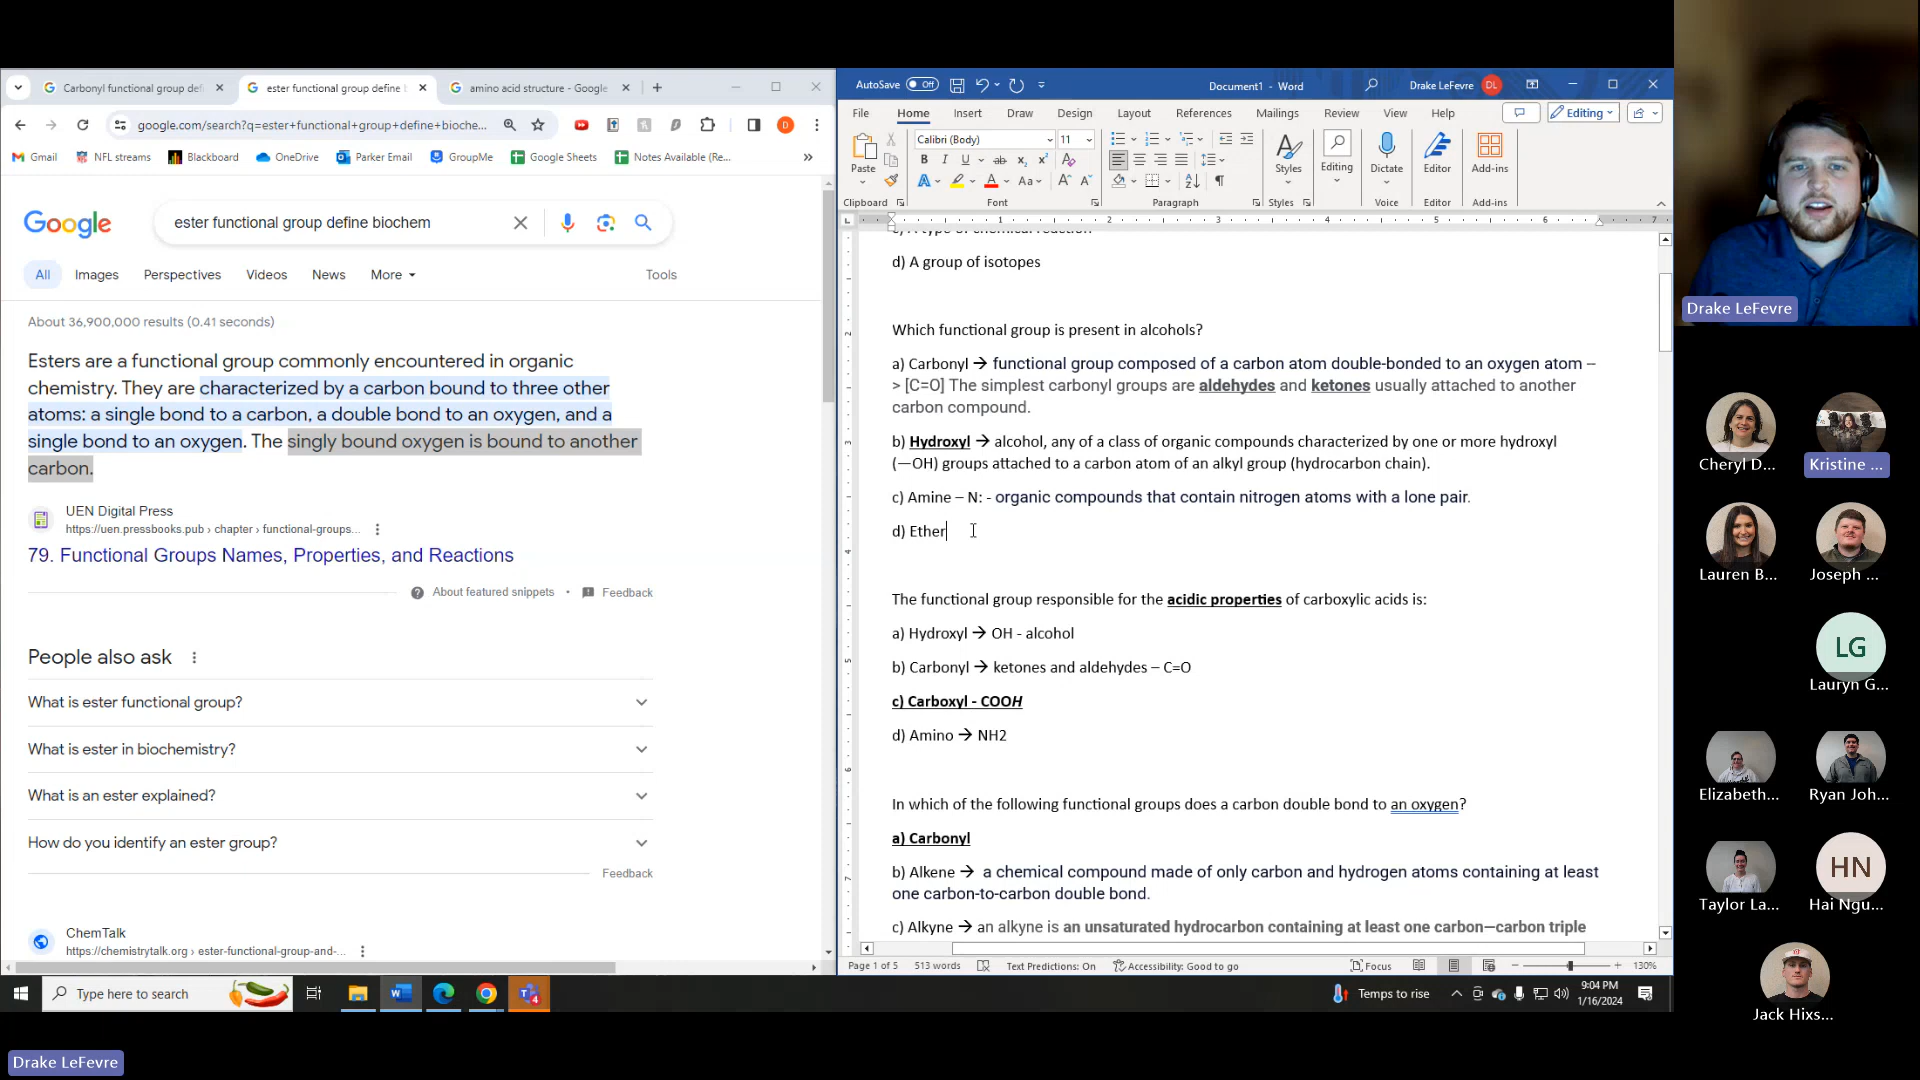 Carbonyl functional group def
ester functional group define
amino acid structure - Google
google.com/search?q=ester+functional+group+define+bioche...
Gmail
NFL streams
Blackboard
OneDrive
Parker Email
GroupMe
Google Sheets
Notes Available (Re...
Google
ester functional group define biochem
All Images Perspectives Videos News More Tools
About 36,900,000 results (0.41 seconds)
Esters are a functional group commonly encountered in organic
chemistry. They are characterized by a carbon bound to three other
atoms: a single bond to a carbon, a double bond to an oxygen, and a
single bond to an oxygen. The singly bound oxygen is bound to another
carbon.
UEN Digital Press
https://uen.pressbooks.pub › chapter › functional-groups...
79. Functional Groups Names, Properties, and Reactions
About featured snippets • Feedback
People also ask
What is ester functional group?
What is ester in biochemistry?
What is an ester explained?
How do you identify an ester group?
Feedback
ChemTalk
https://chemistrytalk.org › ester-functional-group-and-...
AutoSave Off
Document1 - Word
Drake LeFevre DL
File Home Insert Draw Design Layout References Mailings Review View Help
Editing
Calibri (Body) 11
Paste
Styles
Editing
Dictate
Editor
Add-ins
Clipboard Font Paragraph Styles Voice Editor Add-ins
c) A type of chemical reaction
d) A group of isotopes
Which functional group is present in alcohols?
a) Carbonyl → functional group composed of a carbon atom double-bonded to an oxygen atom –
> [C=O] The simplest carbonyl groups are aldehydes and ketones usually attached to another
carbon compound.
b) Hydroxyl → alcohol, any of a class of organic compounds characterized by one or more hydroxyl
(―OH) groups attached to a carbon atom of an alkyl group (hydrocarbon chain).
c) Amine – N: - organic compounds that contain nitrogen atoms with a lone pair.
d) Ether
The functional group responsible for the acidic properties of carboxylic acids is:
a) Hydroxyl → OH - alcohol
b) Carbonyl → ketones and aldehydes – C=O
c) Carboxyl - COOH
d) Amino → NH2
In which of the following functional groups does a carbon double bond to an oxygen?
a) Carbonyl
b) Alkene → a chemical compound made of only carbon and hydrogen atoms containing at least
one carbon-to-carbon double bond.
c) Alkyne → an alkyne is an unsaturated hydrocarbon containing at least one carbon—carbon triple
Page 1 of 5 513 words Text Predictions: On Accessibility: Good to go Focus 130%
Type here to search
Temps to rise
9:04 PM
1/16/2024
Drake LeFevre
Drake LeFevre
Cheryl D...
Kristine ...
Lauren B...
Joseph ...
LG
Lauryn G...
Elizabeth...
Ryan Joh...
Taylor La...
HN
Hai Ngu...
Jack Hixs...